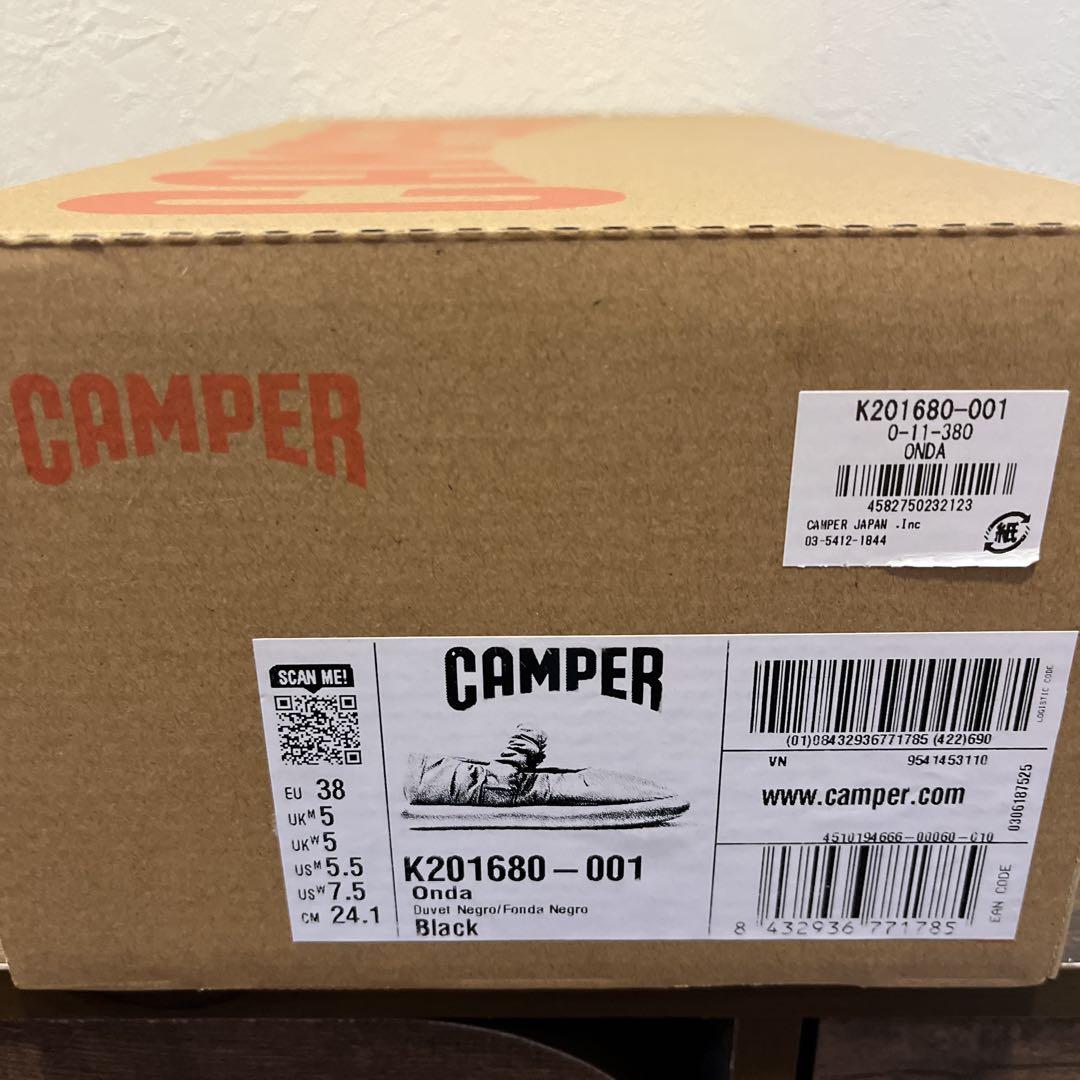 CAMPER
CAMPER
K201680-001
0-11-380
ONDA
4582750232123
CAMPER JAPAN .Inc
03-5412-1844
紙
SCAN ME!
EU 38
UKM 5
UKW 5
USM 5.5
USW 7.5
CM 24.1
CAMPER
K201680-001
Onda
Duvet Negro/Fonda Negro
Black
LOGISTIC CODE
(01)08432936771785 (422)690
VN 9541453110
www.camper.com
0306187525
4510194666-00060-010
EAN CODE
8 432936 771785